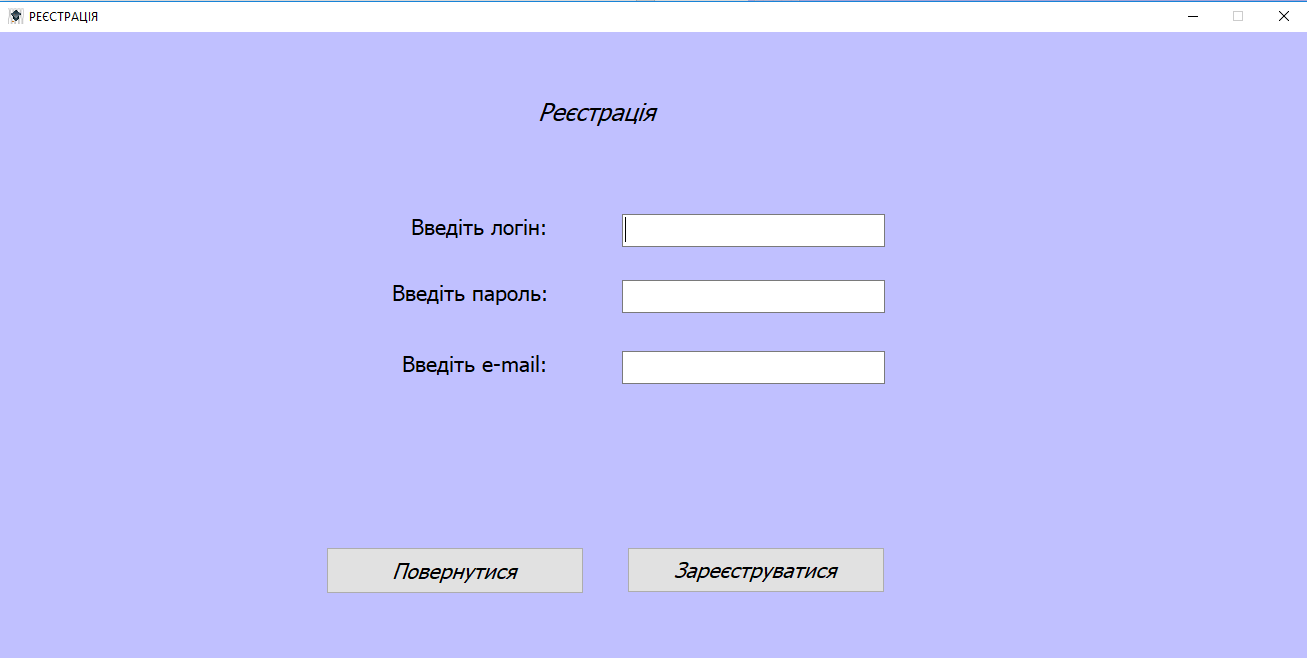 РЕЄСТРАЦІЯ
Реєстрація
Введіть логін:
Введіть пароль:
Введіть e-mail:
Повернутися
Зареєструватися